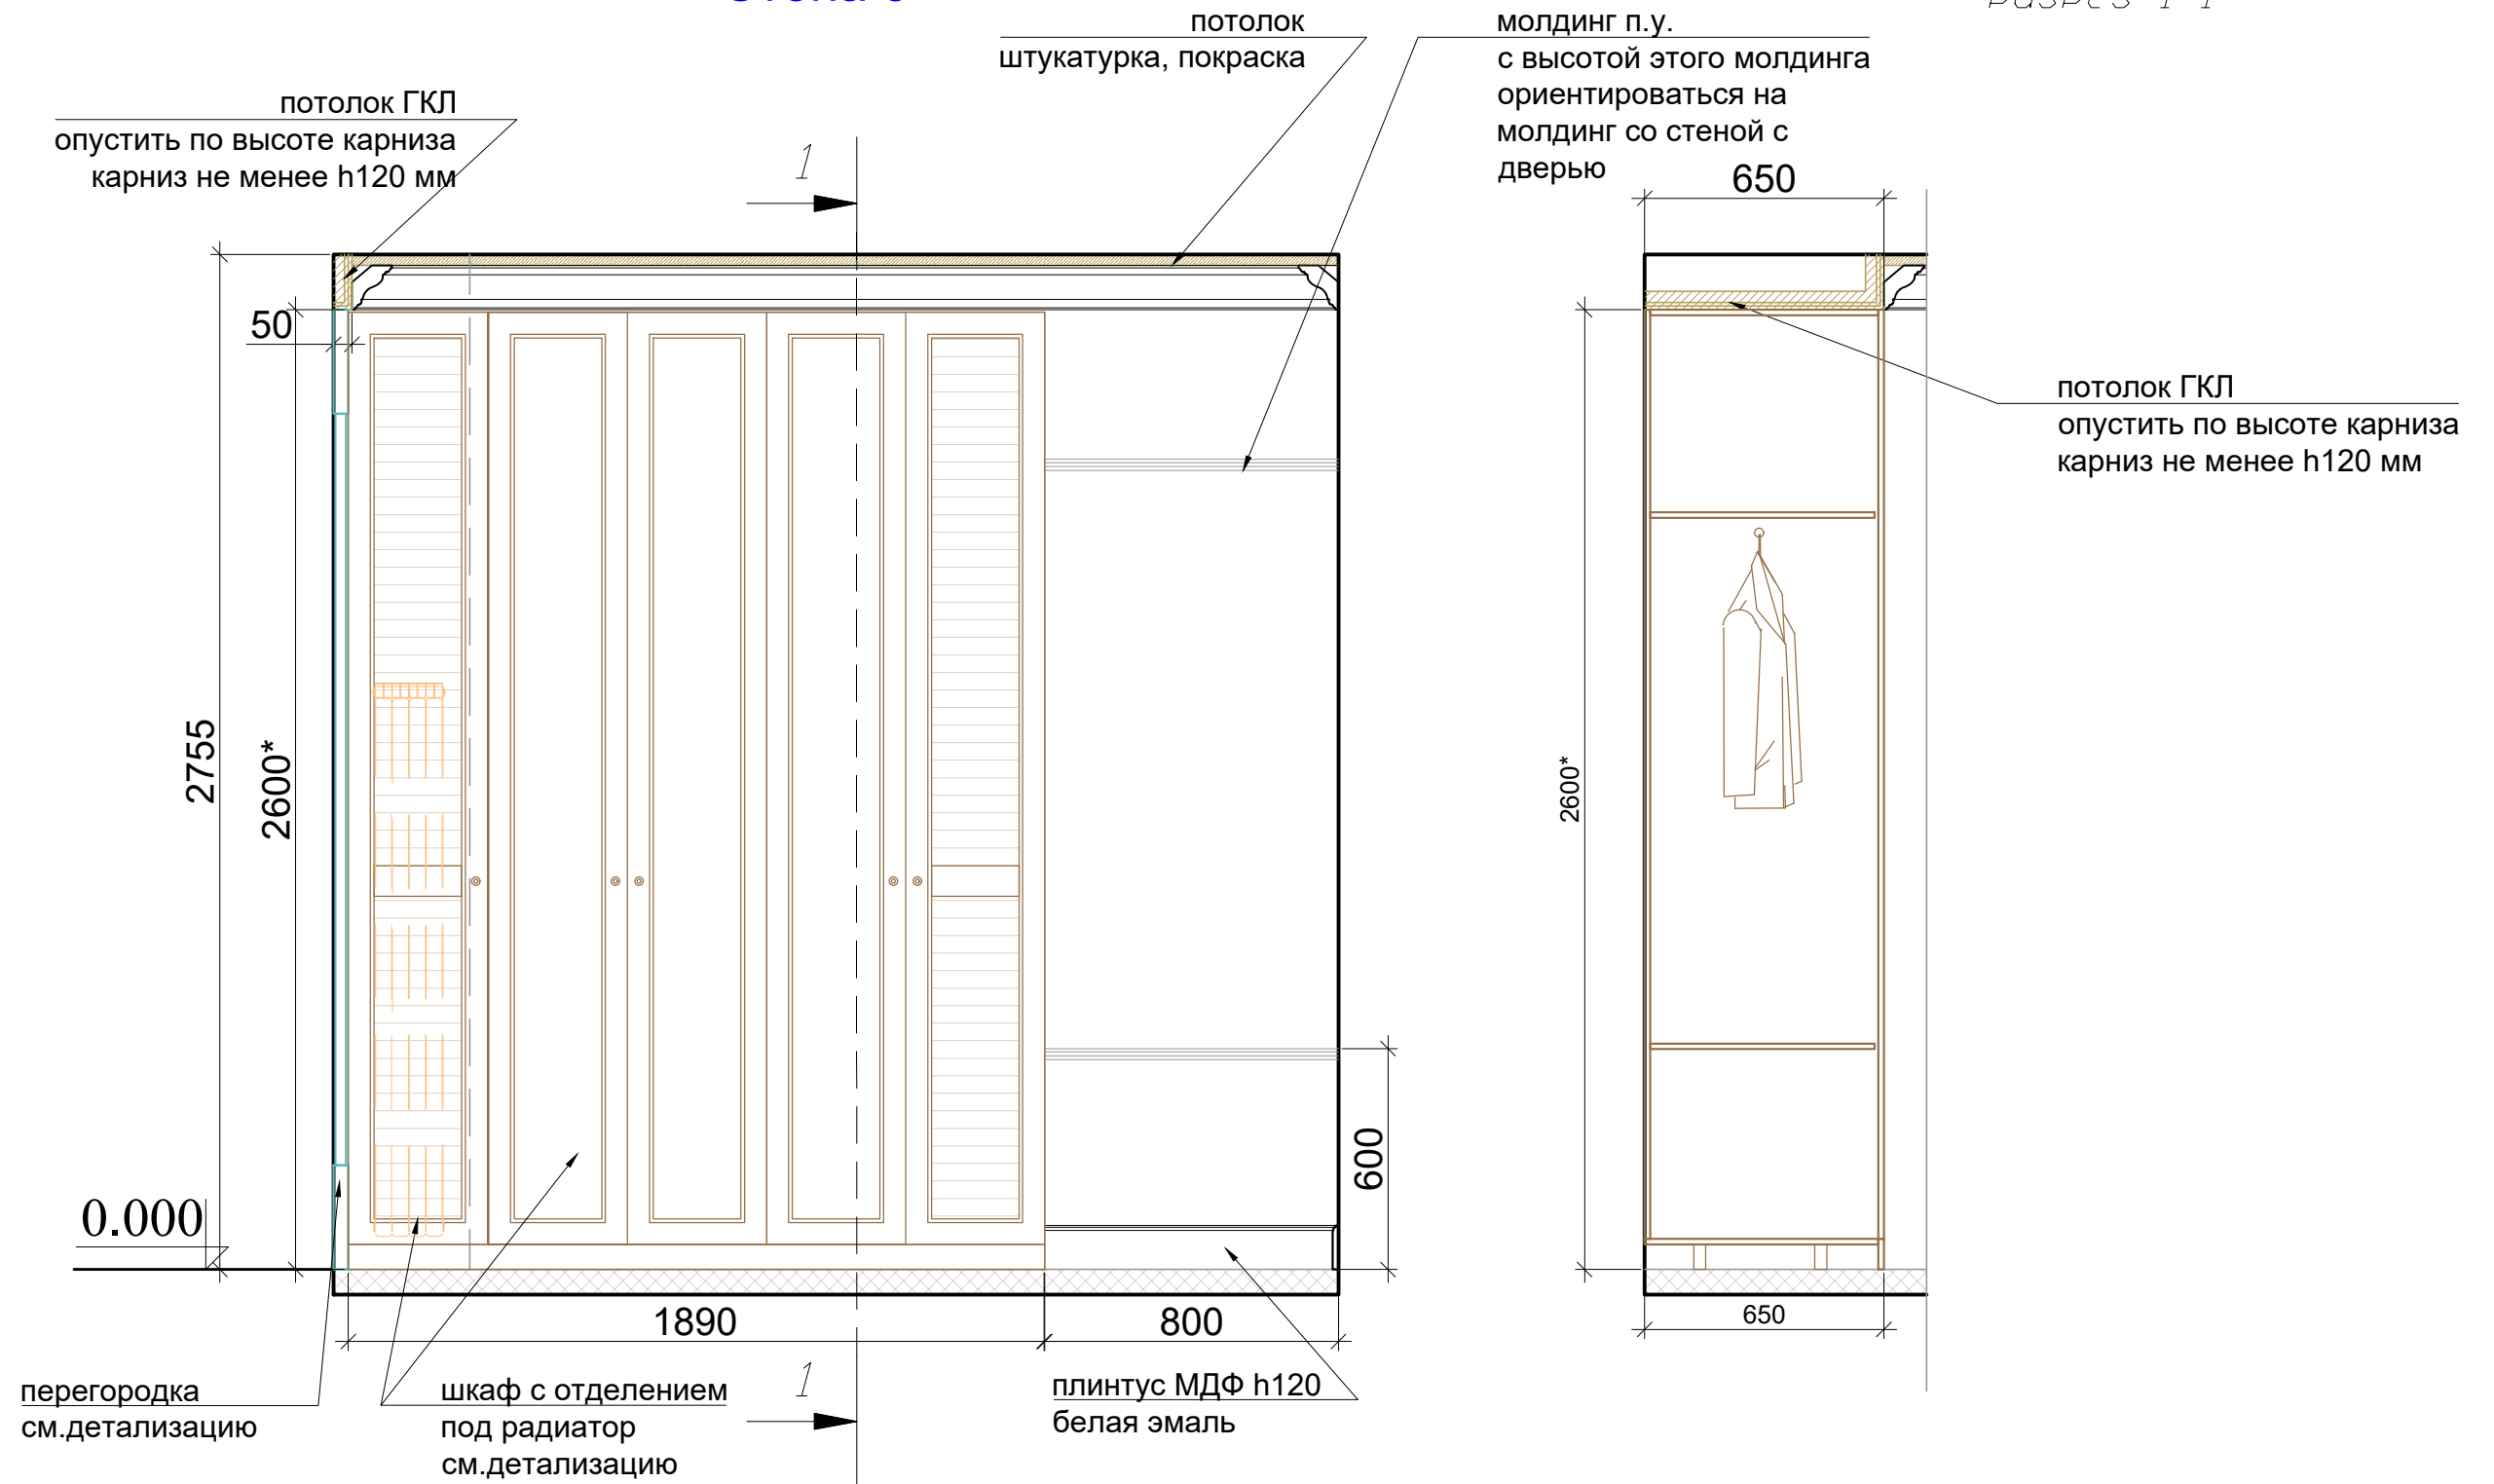 потолок
штукатурка, покраска
молдинг п.у.
с высотой этого молдинга
ориентироваться на
молдинг со стеной с
дверью
потолок ГКЛ
опустить по высоте карниза
карниз не менее h120 мм
1
650
50
2755
2600*
потолок ГКЛ
опустить по высоте карниза
карниз не менее h120 мм
2600*
600
0.000
1890
800
650
1
перегородка
см.детализацию
шкаф с отделением
под радиатор
см.детализацию
плинтус МДФ h120
белая эмаль